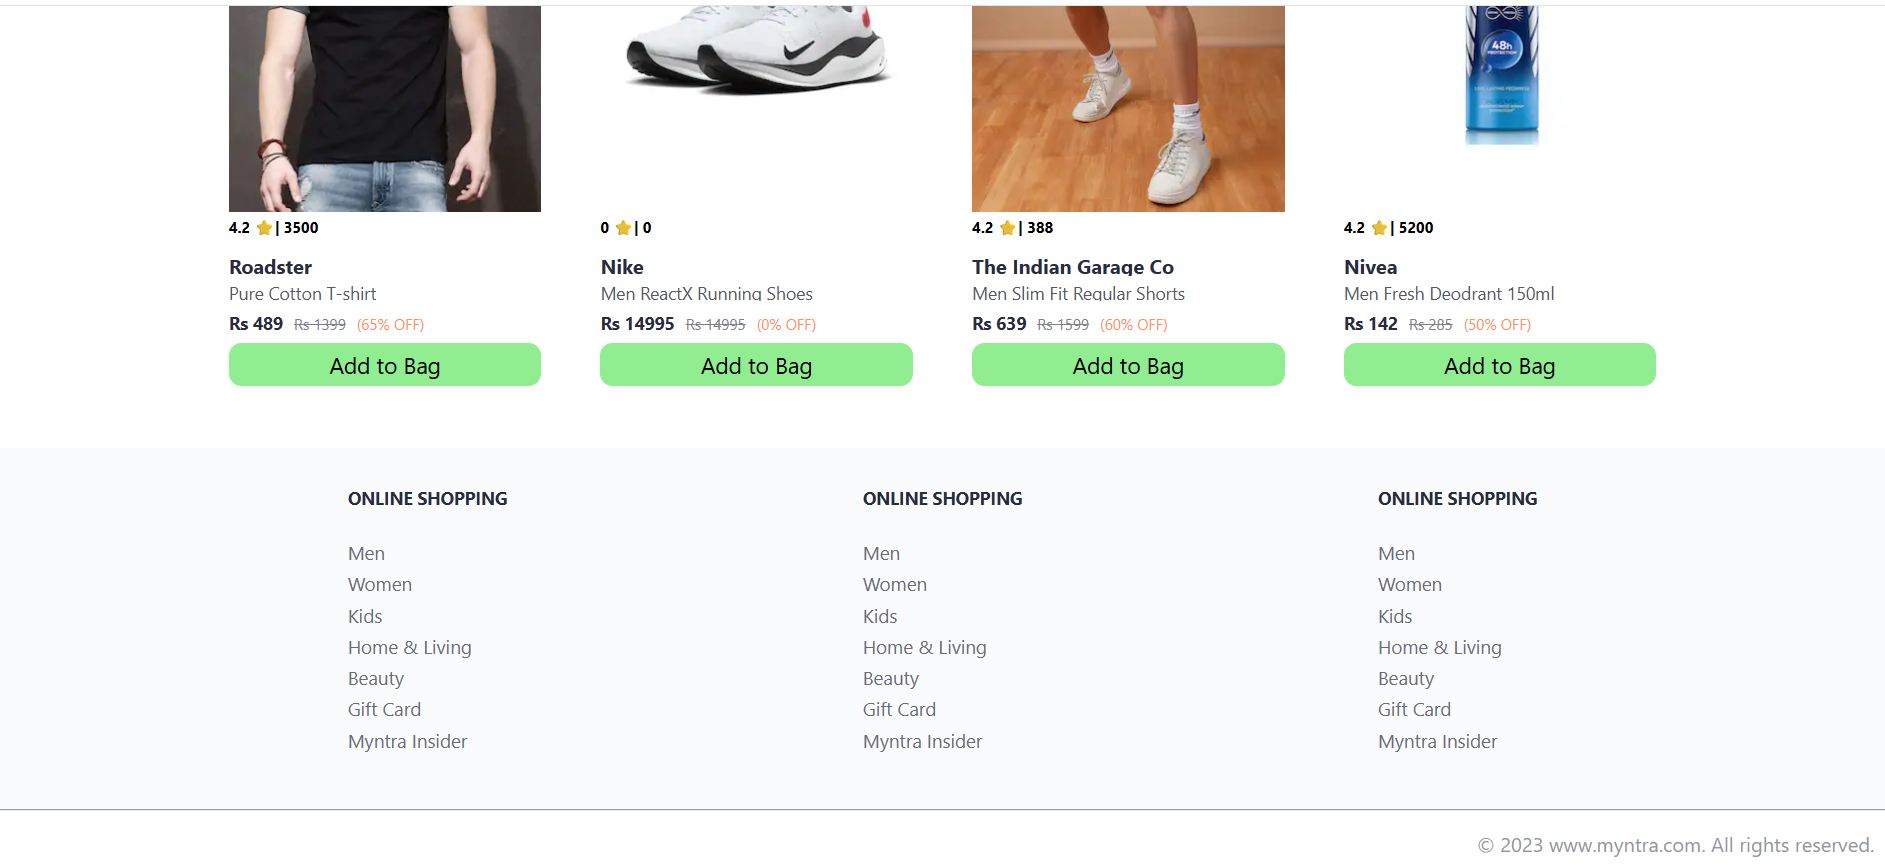 48h
PROTECTION
4.2 ⭐| 3500
0 ⭐| 0
4.2 ⭐| 388
4.2 ⭐| 5200
Roadster
Nike
The Indian Garage Co
Nivea
Pure Cotton T-shirt
Men ReactX Running Shoes
Men Slim Fit Regular Shorts
Men Fresh Deodrant 150ml
Rs 489 Rs 1399 (65% OFF)
Rs 14995 Rs 14995 (0% OFF)
Rs 639 Rs 1599 (60% OFF)
Rs 142 Rs 285 (50% OFF)
Add to Bag
Add to Bag
Add to Bag
Add to Bag
ONLINE SHOPPING
Men
Women
Kids
Home & Living
Beauty
Gift Card
Myntra Insider
ONLINE SHOPPING
Men
Women
Kids
Home & Living
Beauty
Gift Card
Myntra Insider
ONLINE SHOPPING
Men
Women
Kids
Home & Living
Beauty
Gift Card
Myntra Insider
© 2023 www.myntra.com. All rights reserved.